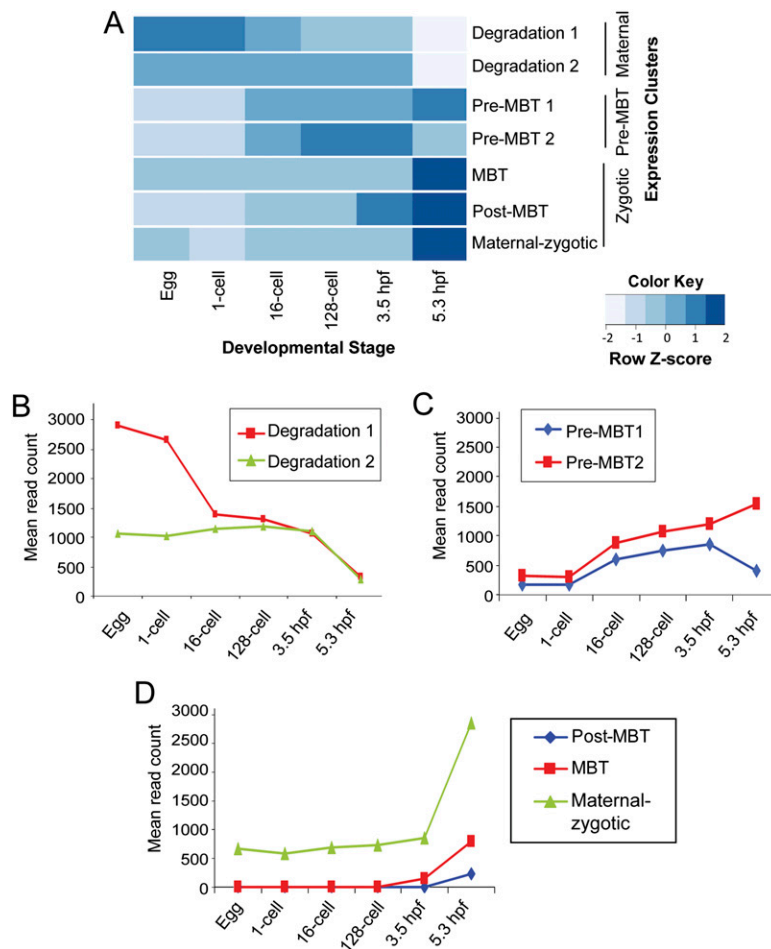 A
Degradation 1
Degradation 2
Pre-MBT 1
Pre-MBT 2
MBT
Post-MBT
Maternal-zygotic
Maternal
Pre-MBT
Zygotic
Expression Clusters
Egg
1-cell
16-cell
128-cell
3.5 hpf
5.3 hpf
Developmental Stage
Color Key
-2 -1 0 1 2
Row Z-score
B
Mean read count
3000
2500
2000
1500
1000
500
0
Degradation 1
Degradation 2
Egg
1-cell
16-cell
128-cell
3.5 hpf
5.3 hpf
C
Mean read count
3000
2500
2000
1500
1000
500
0
Pre-MBT1
Pre-MBT2
Egg
1-cell
16-cell
128-cell
3.5 hpf
5.3 hpf
D
Mean read count
3000
2500
2000
1500
1000
500
0
Post-MBT
MBT
Maternal-
zygotic
Egg
1-cell
16-cell
128-cell
3.5 hpf
5.3 hpf